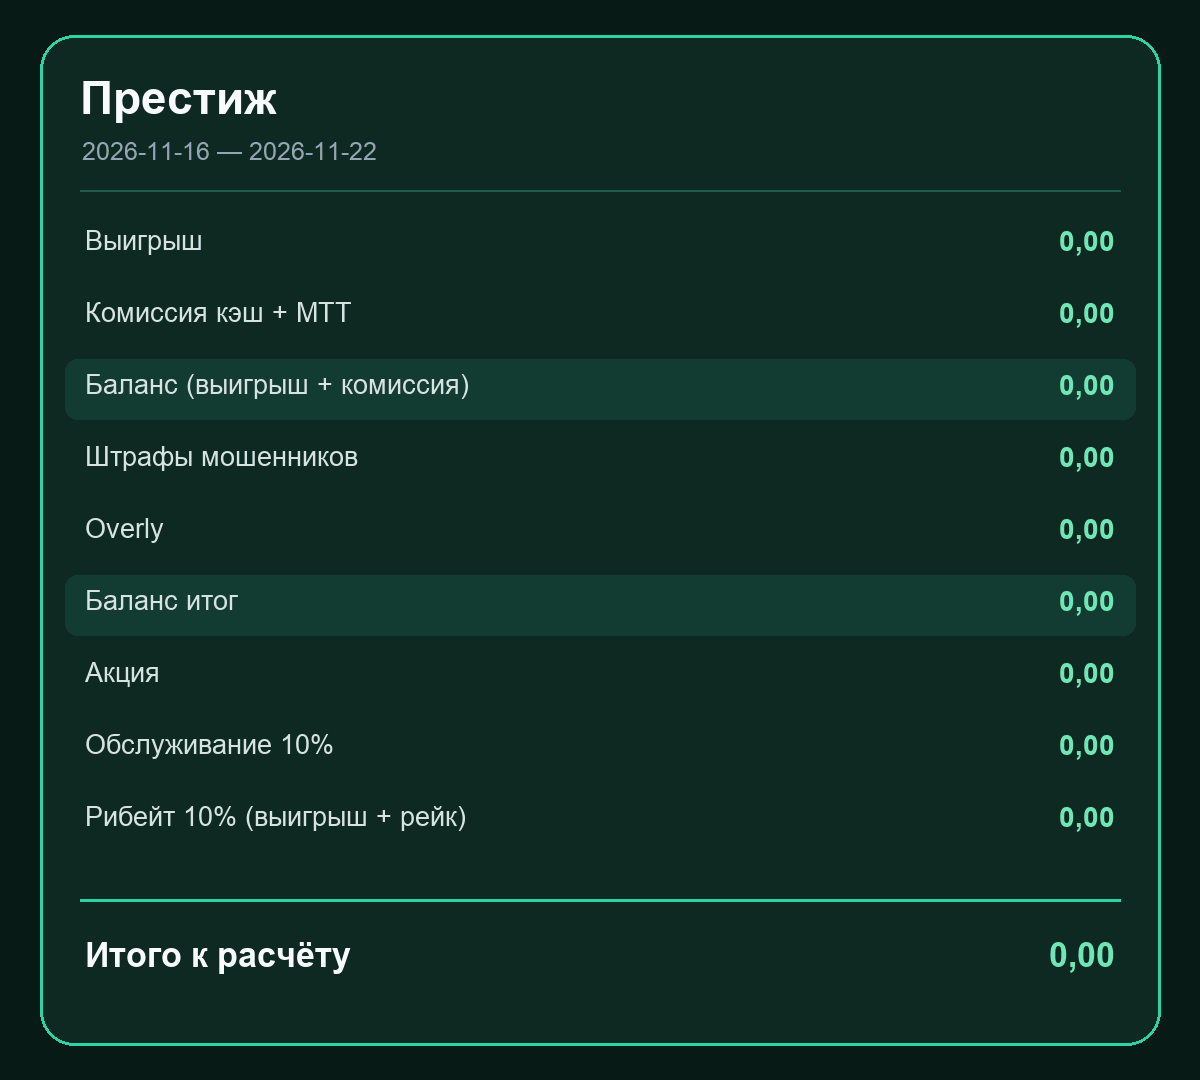 Престиж
2026-11-16 — 2026-11-22
Выигрыш 0,00
Комиссия кэш + МТТ 0,00
Баланс (выигрыш + комиссия) 0,00
Штрафы мошенников 0,00
Overly 0,00
Баланс итог 0,00
Акция 0,00
Обслуживание 10% 0,00
Рибейт 10% (выигрыш + рейк) 0,00
Итого к расчёту 0,00